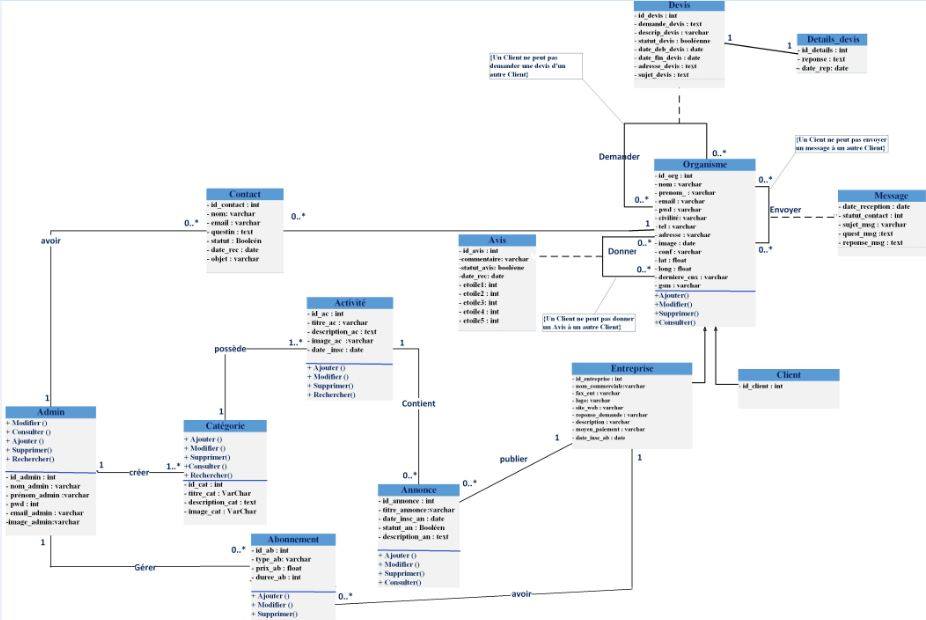 Devis
- id_devis : int
- demande_devis : text
- descrip_devis : varchar
- statut_devis : booléenne
- date_deb_devis : date
- date_fin_devis : date
- adresse_devis : text
- sujet_devis : text
1
1
Details_devis
- id_details : int
- reponse : text
- date_rep: date
{Un Client ne peut pas
demander une devis d'un
autre Client}
Demander
0..*
0..*
Organisme
- id_org : int
- nom : varchar
- prenom_ : varchar
- email : varchar
- pwd : varchar
- civilité: varchar
- tel : varchar
- adresse : varchar
- image : date
- conf : varchar
- lat : float
- long : float
- derniere_cnx : varchar
- gsm : varchar
+Ajouter()
+Modifier()
+Supprimer()
+Consulter()
{Un Cient ne peut pas envoyer
un message à un autre Client}
0..*
Envoyer
0..*
Message
- date_reception : date
- statut_contact : int
- sujet_msg : varchar
- quest_msg :text
- reponse_msg : text
Contact
- id_contact : int
- nom: varchar
- email : varchar
- questin : text
- statut : Booleén
- date_rec : date
- objet : varchar
0..*
0..*
1
avoir
1
Avis
- id_avis : int
-commentaire: varchar
-statut_avis: booléene
-date_rec: date
- etoile1: int
- etoile2 : int
- etoile3: int
- etoile4 : int
- etoile5 : int
0..*
Donner
0..*
{Un Client ne peut pas donner
un Avis à un autre Client}
Activité
- id_ac : int
- titre_ac : varchar
- description_ac : text
- image_ac :varchar
- date_insc : date
+ Ajouter ()
+ Modifier ()
+ Supprimer()
+ Rechercher()
possède
1..*
1
1
Contient
0..*
Entreprise
- id_entreprise : int
- nom_commerciale:varchar
- fax_ent : varchar
- logo: varchar
- site_web : varchar
- reponse_demande : varchar
- description : varchar
- moyen_paiement : varchar
- date_insc_ab : date
Client
- id_client : int
Admin
+ Modifier ()
+ Consulter ()
+ Ajouter ()
+ Supprimer()
+ Rechercher()
- id_admin : int
- nom_admin : varchar
- prénom_admin :varchar
- pwd : int
- email_admin : varchar
-image_admin:varchar
1
créer
1..*
Catégorie
+ Ajouter ()
+ Modifier ()
+ Supprimer()
+Consulter ()
+ Rechercher()
- id_cat : int
- titre_cat : VarChar
- description_cat : text
- image_cat : VarChar
1
publier
0..*
1
Annonce
- id_annonce : int
- titre_annonce:varchar
- date_insc_an : date
- statut_an : Booléen
- description_an : text
+ Ajouter ()
+ Modifier ()
+ Supprimer()
+ Consulter()
1
Gérer
0..*
Abonnement
- id_ab : int
- type_ab: varchar
- prix_ab : float
- duree_ab : int
+ Ajouter ()
+ Modifier ()
+ Supprimer()
0..*
avoir